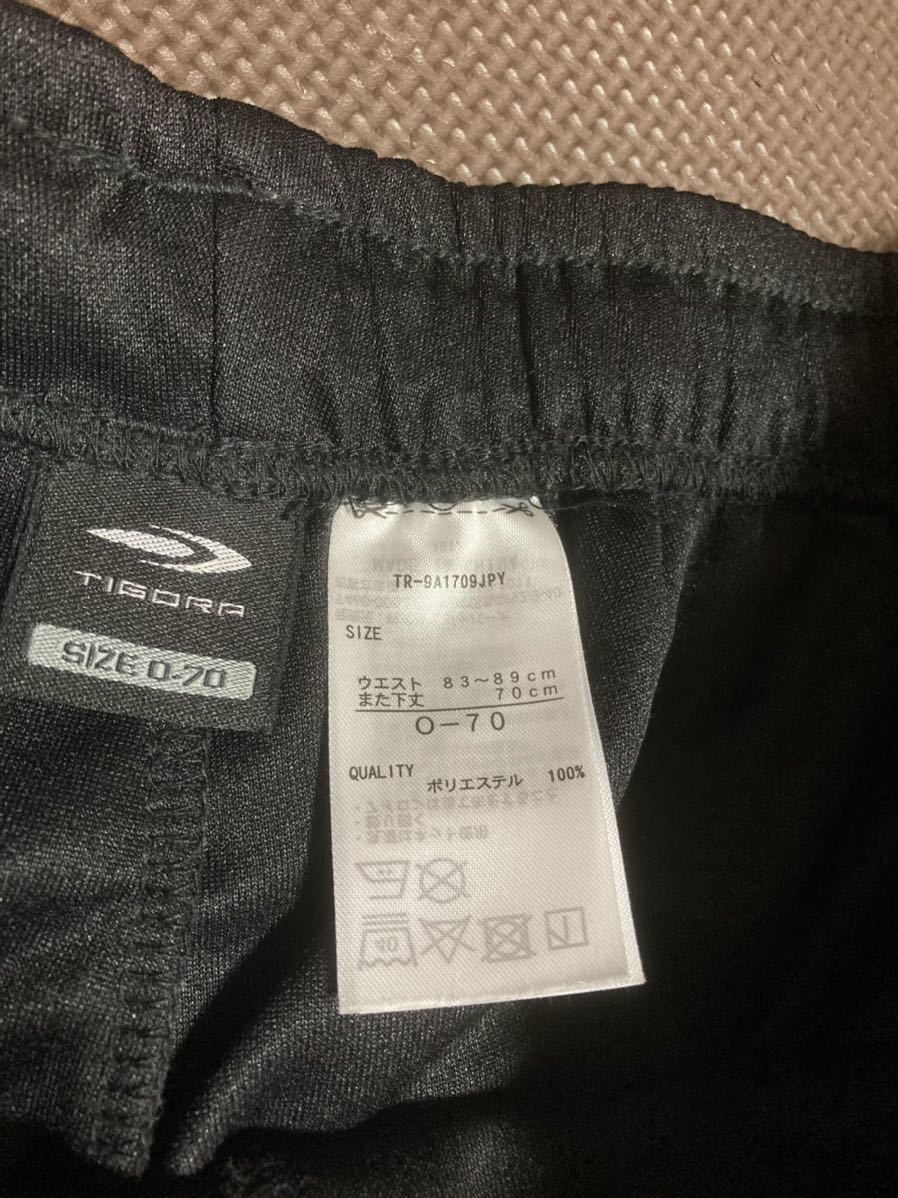 TIGORA
SIZE O-70
TR-9A1709JPY
SIZE
ウエスト 83～89cm
また下丈 70cm
O-70
QUALITY
ポリエステル 100%
40